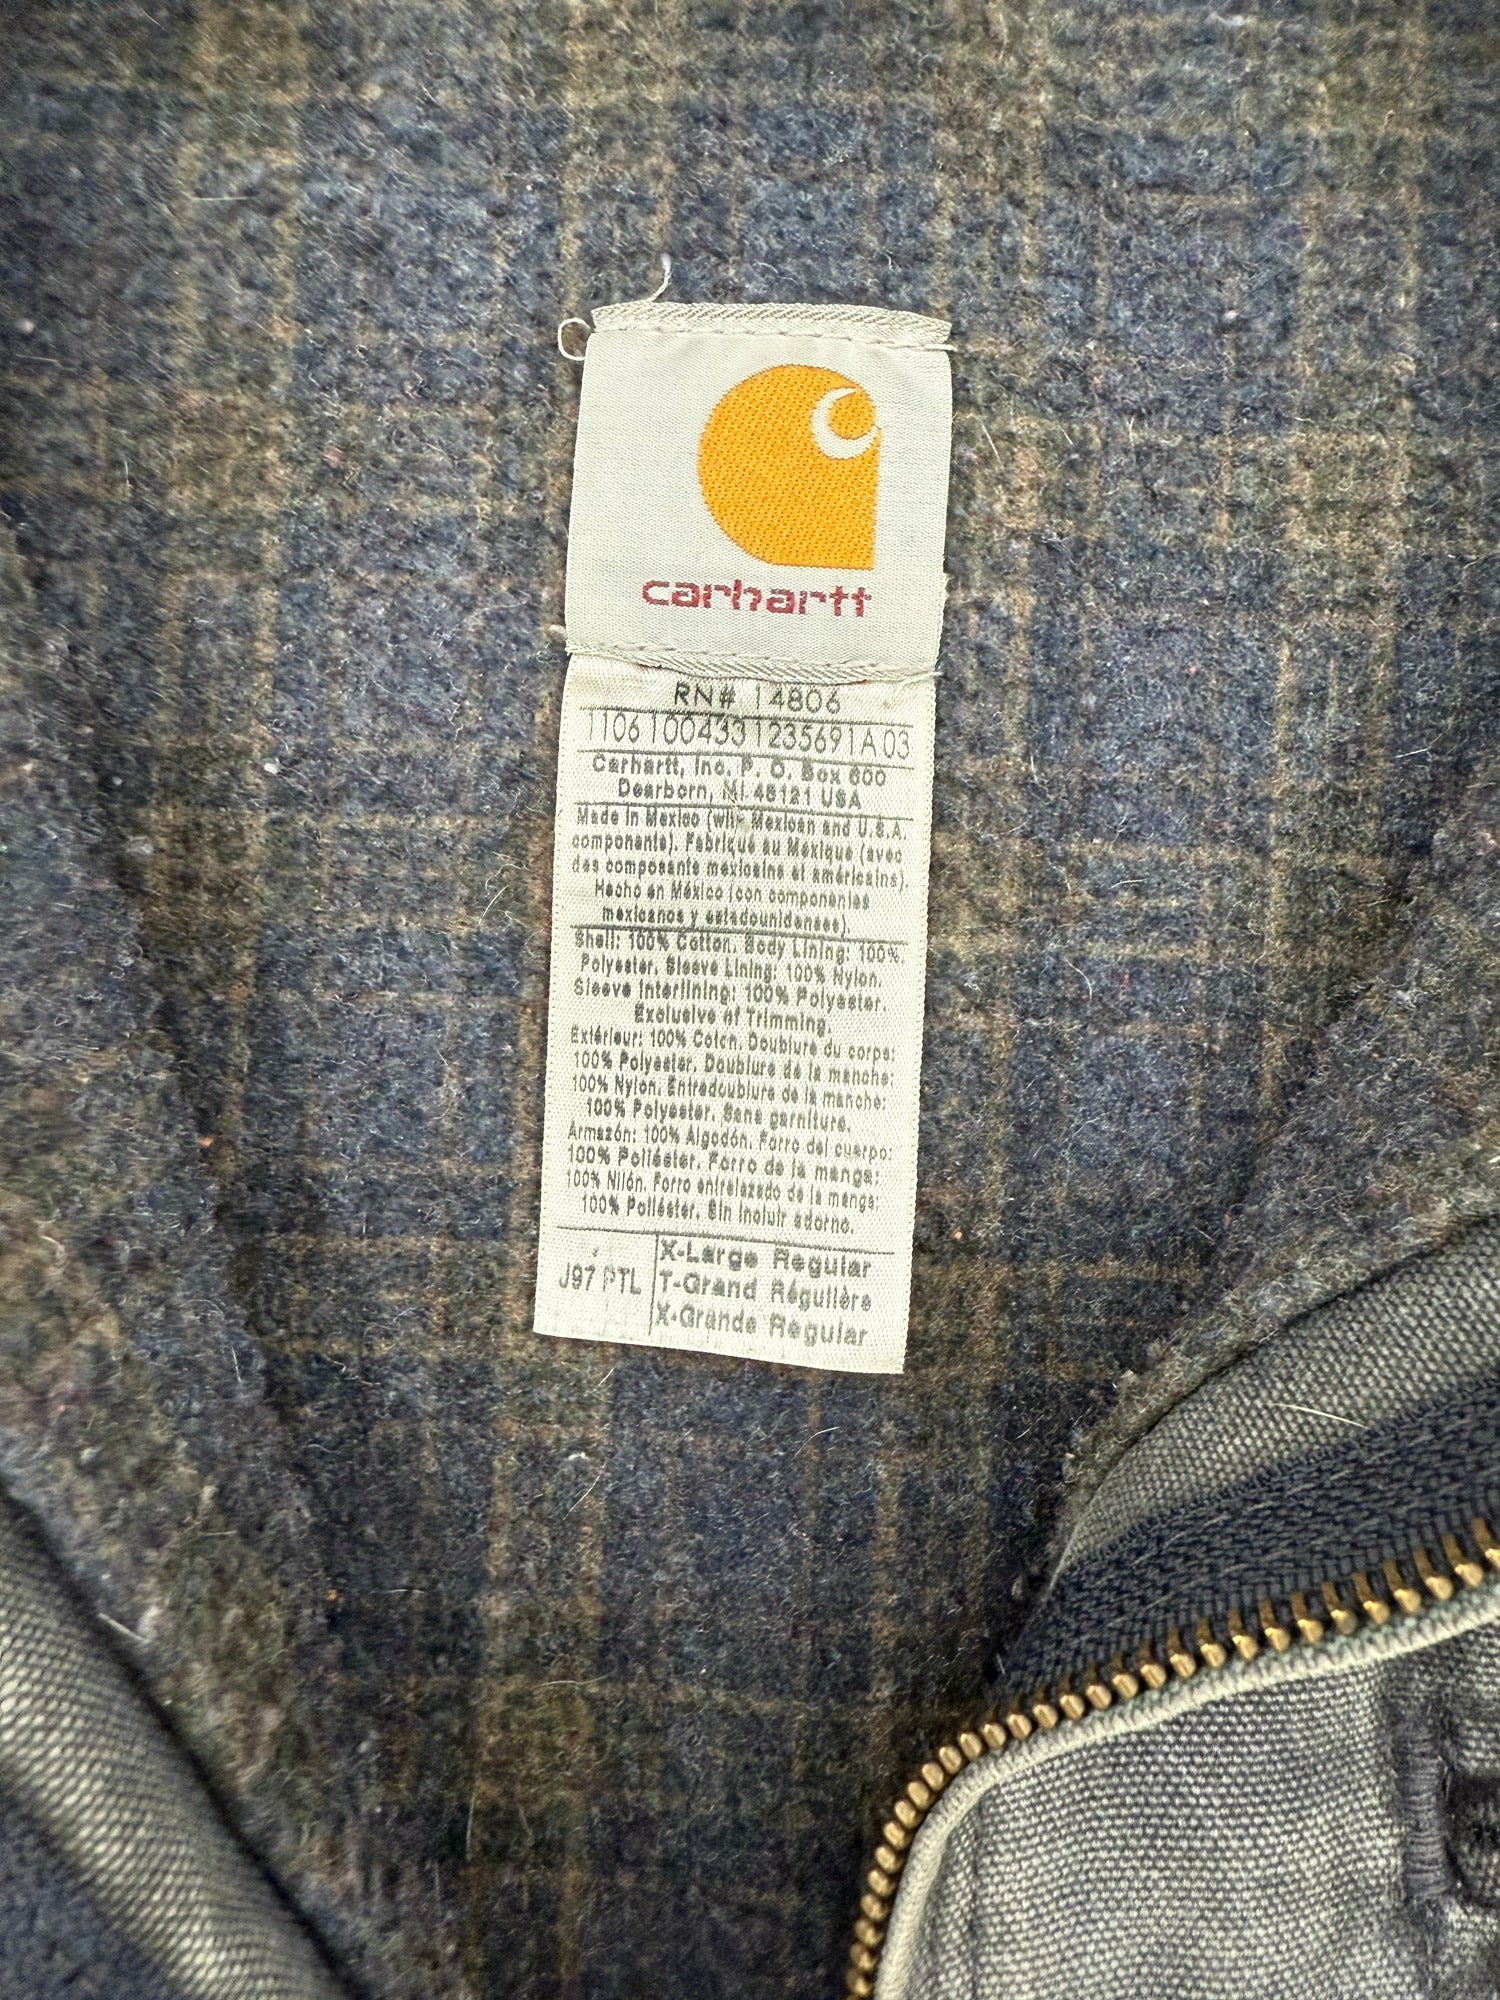 carhartt
RN# 14806
1106 100433 1235691A 03
Carhartt, Inc. P. O. Box 600
Dearborn, MI 48121 USA
Made in Mexico (with Mexican and U.S.A.
components). Fabriqué au Mexique (avec
des composants mexicains et américains).
Hecho en México (con componentes
mexicanos y estadounidenses).
Shell: 100% Cotton. Body Lining: 100%
Polyester. Sleeve Lining: 100% Nylon.
Sleeve Interlining: 100% Polyester.
Exclusive of Trimming.
Extérieur: 100% Coton. Doublure du corps:
100% Polyester. Doublure de la manche:
100% Nylon. Entredoublure de la manche:
100% Polyester. Sans garniture.
Armazón: 100% Algodón. Forro del cuerpo:
100% Poliéster. Forro de la manga:
100% Nilón. Forro entrelazado de la manga:
100% Poliéster. Sin incluir adorno.
J97 PTL
X-Large Regular
T-Grand Régulière
X-Grande Regular